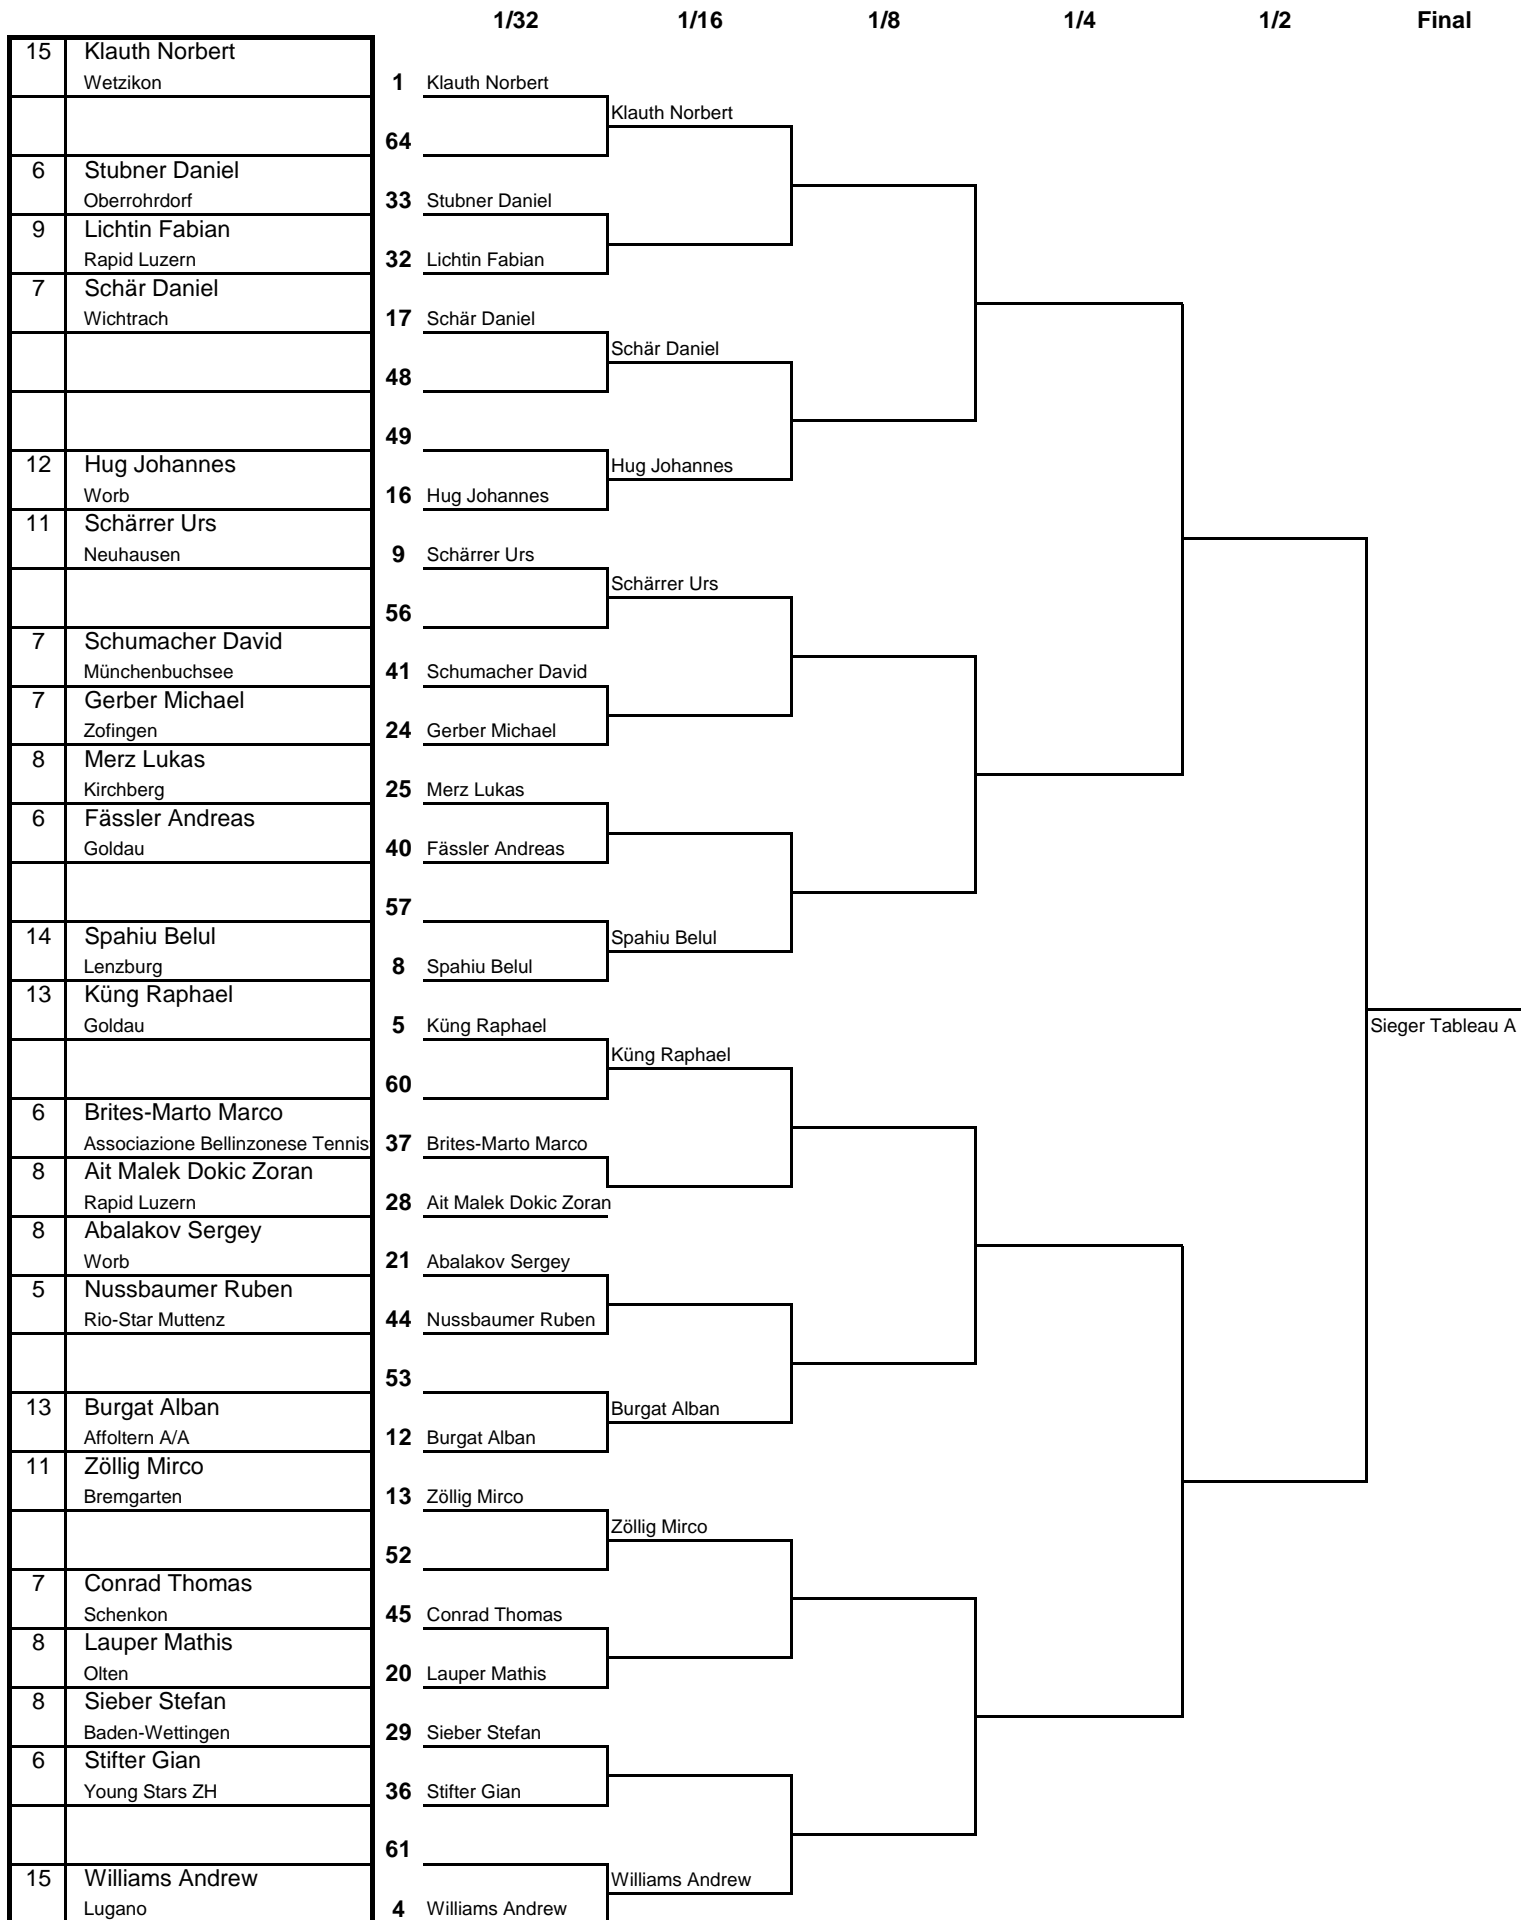 1/32 1/16 1/8 1/4 1/2 Final
15 Klauth Norbert
Wetzikon 1 Klauth Norbert
Klauth Norbert
64
6 Stubner Daniel
Oberrohrdorf 33 Stubner Daniel
9 Lichtin Fabian
Rapid Luzern 32 Lichtin Fabian
7 Schär Daniel
Wichtrach 17 Schär Daniel
Schär Daniel
48
49
12 Hug Johannes Hug Johannes
Worb 16 Hug Johannes
11 Schärrer Urs
Neuhausen 9 Schärrer Urs
Schärrer Urs
56
7 Schumacher David
Münchenbuchsee 41 Schumacher David
7 Gerber Michael
Zofingen 24 Gerber Michael
8 Merz Lukas
Kirchberg 25 Merz Lukas
6 Fässler Andreas
Goldau 40 Fässler Andreas
57
14 Spahiu Belul Spahiu Belul
Lenzburg 8 Spahiu Belul
13 Küng Raphael
Goldau 5 Küng Raphael Sieger Tableau A
Küng Raphael
60
6 Brites-Marto Marco
Associazione Bellinzonese Tennis 37 Brites-Marto Marco
8 Ait Malek Dokic Zoran
Rapid Luzern 28 Ait Malek Dokic Zoran
8 Abalakov Sergey
Worb 21 Abalakov Sergey
5 Nussbaumer Ruben
Rio-Star Muttenz 44 Nussbaumer Ruben
53
13 Burgat Alban Burgat Alban
Affoltern A/A 12 Burgat Alban
11 Zöllig Mirco
Bremgarten 13 Zöllig Mirco
Zöllig Mirco
52
7 Conrad Thomas
Schenkon 45 Conrad Thomas
8 Lauper Mathis
Olten 20 Lauper Mathis
8 Sieber Stefan
Baden-Wettingen 29 Sieber Stefan
6 Stifter Gian
Young Stars ZH 36 Stifter Gian
61
15 Williams Andrew Williams Andrew
Lugano 4 Williams Andrew